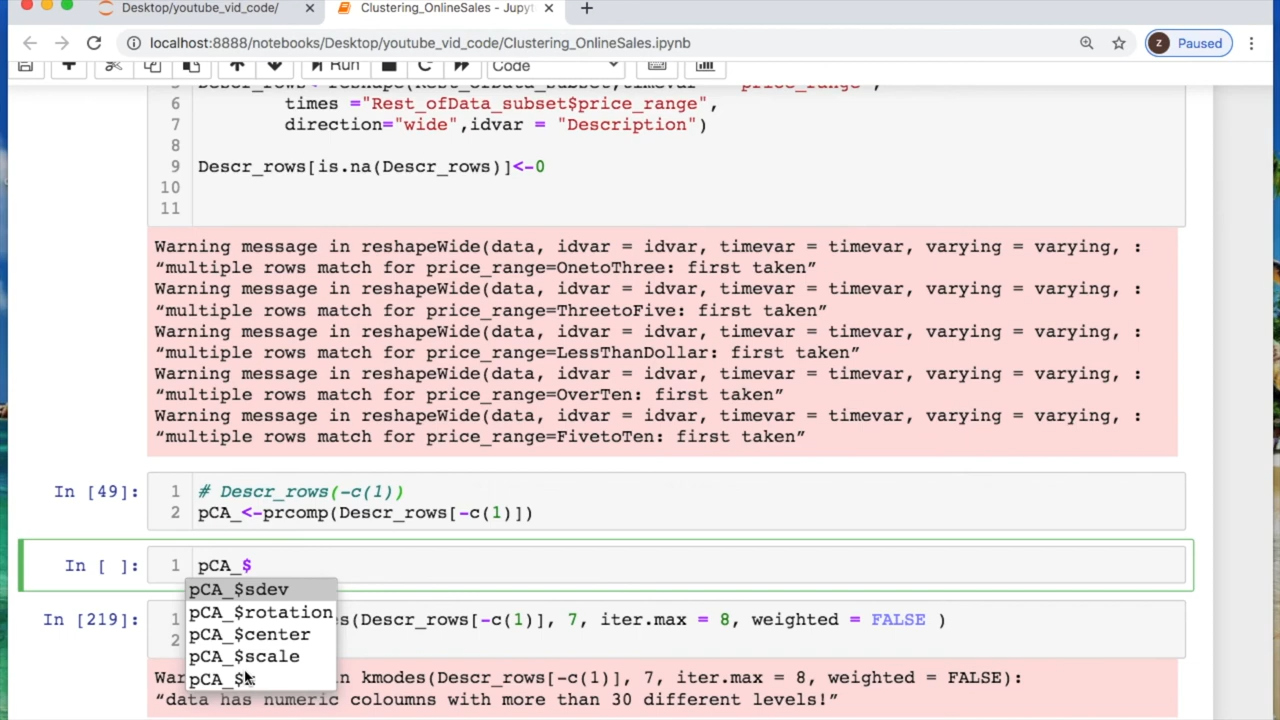 Desktop/youtube_vid_code/ × Clustering_OnlineSales - Jupyt × +
localhost:8888/notebooks/Desktop/youtube_vid_code/Clustering_OnlineSales.ipynb z Paused
Run Code
6 times ="Rest_ofData_subset$price_range",
7 direction="wide",idvar = "Description")
8
9 Descr_rows[is.na(Descr_rows)]<-0
10
11
Warning message in reshapeWide(data, idvar = idvar, timevar = timevar, varying = varying, :
“multiple rows match for price_range=OnetoThree: first taken”
Warning message in reshapeWide(data, idvar = idvar, timevar = timevar, varying = varying, :
“multiple rows match for price_range=ThreetoFive: first taken”
Warning message in reshapeWide(data, idvar = idvar, timevar = timevar, varying = varying, :
“multiple rows match for price_range=LessThanDollar: first taken”
Warning message in reshapeWide(data, idvar = idvar, timevar = timevar, varying = varying, :
“multiple rows match for price_range=OverTen: first taken”
Warning message in reshapeWide(data, idvar = idvar, timevar = timevar, varying = varying, :
“multiple rows match for price_range=FivetoTen: first taken”
In [49]: 1 # Descr_rows(-c(1))
2 pCA_<-prcomp(Descr_rows[-c(1)])
In [ ]: 1 pCA_$
pCA_$sdev
pCA_$rotation
pCA_$center
pCA_$scale
pCA_$
In [219]: 1 (Descr_rows[-c(1)], 7, iter.max = 8, weighted = FALSE )
2
in kmodes(Descr_rows[-c(1)], 7, iter.max = 8, weighted = FALSE):
“data has numeric coloumns with more than 30 different levels!”